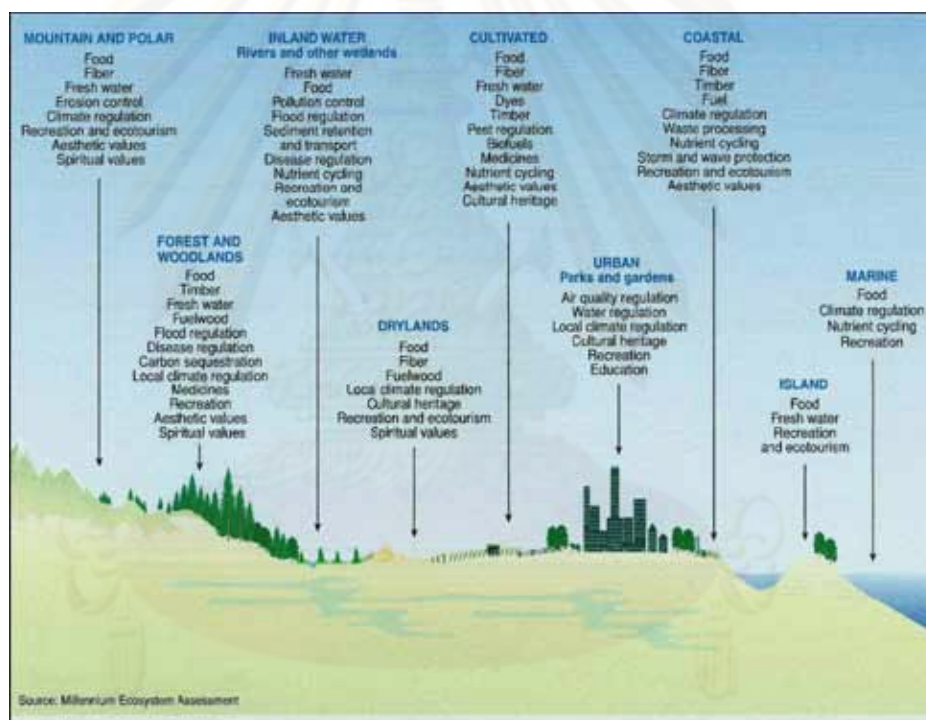 MOUNTAIN AND POLAR
Food
Fiber
Fresh water
Erosion control
Climate regulation
Recreation and ecotourism
Aesthetic values
Spiritual values
INLAND WATER
Rivers and other wetlands
Fresh water
Food
Pollution control
Flood regulation
Sediment retention
and transport
Disease regulation
Nutrient cycling
Recreation and
ecotourism
Aesthetic values
CULTIVATED
Food
Fiber
Fresh water
Dyes
Timber
Pest regulation
Biofuels
Medicines
Nutrient cycling
Aesthetic values
Cultural heritage
COASTAL
Food
Fiber
Timber
Fuel
Climate regulation
Waste processing
Nutrient cycling
Storm and wave protection
Recreation and ecotourism
Aesthetic values
FOREST AND
WOODLANDS
Food
Timber
Fresh water
Fuelwood
Flood regulation
Disease regulation
Carbon sequestration
Local climate regulation
Medicines
Recreation
Aesthetic values
Spiritual values
DRYLANDS
Food
Fiber
Fuelwood
Local climate regulation
Cultural heritage
Recreation and ecotourism
Spiritual values
URBAN
Parks and gardens
Air quality regulation
Water regulation
Local climate regulation
Cultural heritage
Recreation
Education
MARINE
Food
Climate regulation
Nutrient cycling
Recreation
ISLAND
Food
Fresh water
Recreation
and ecotourism
Source: Millennium Ecosystem Assessment